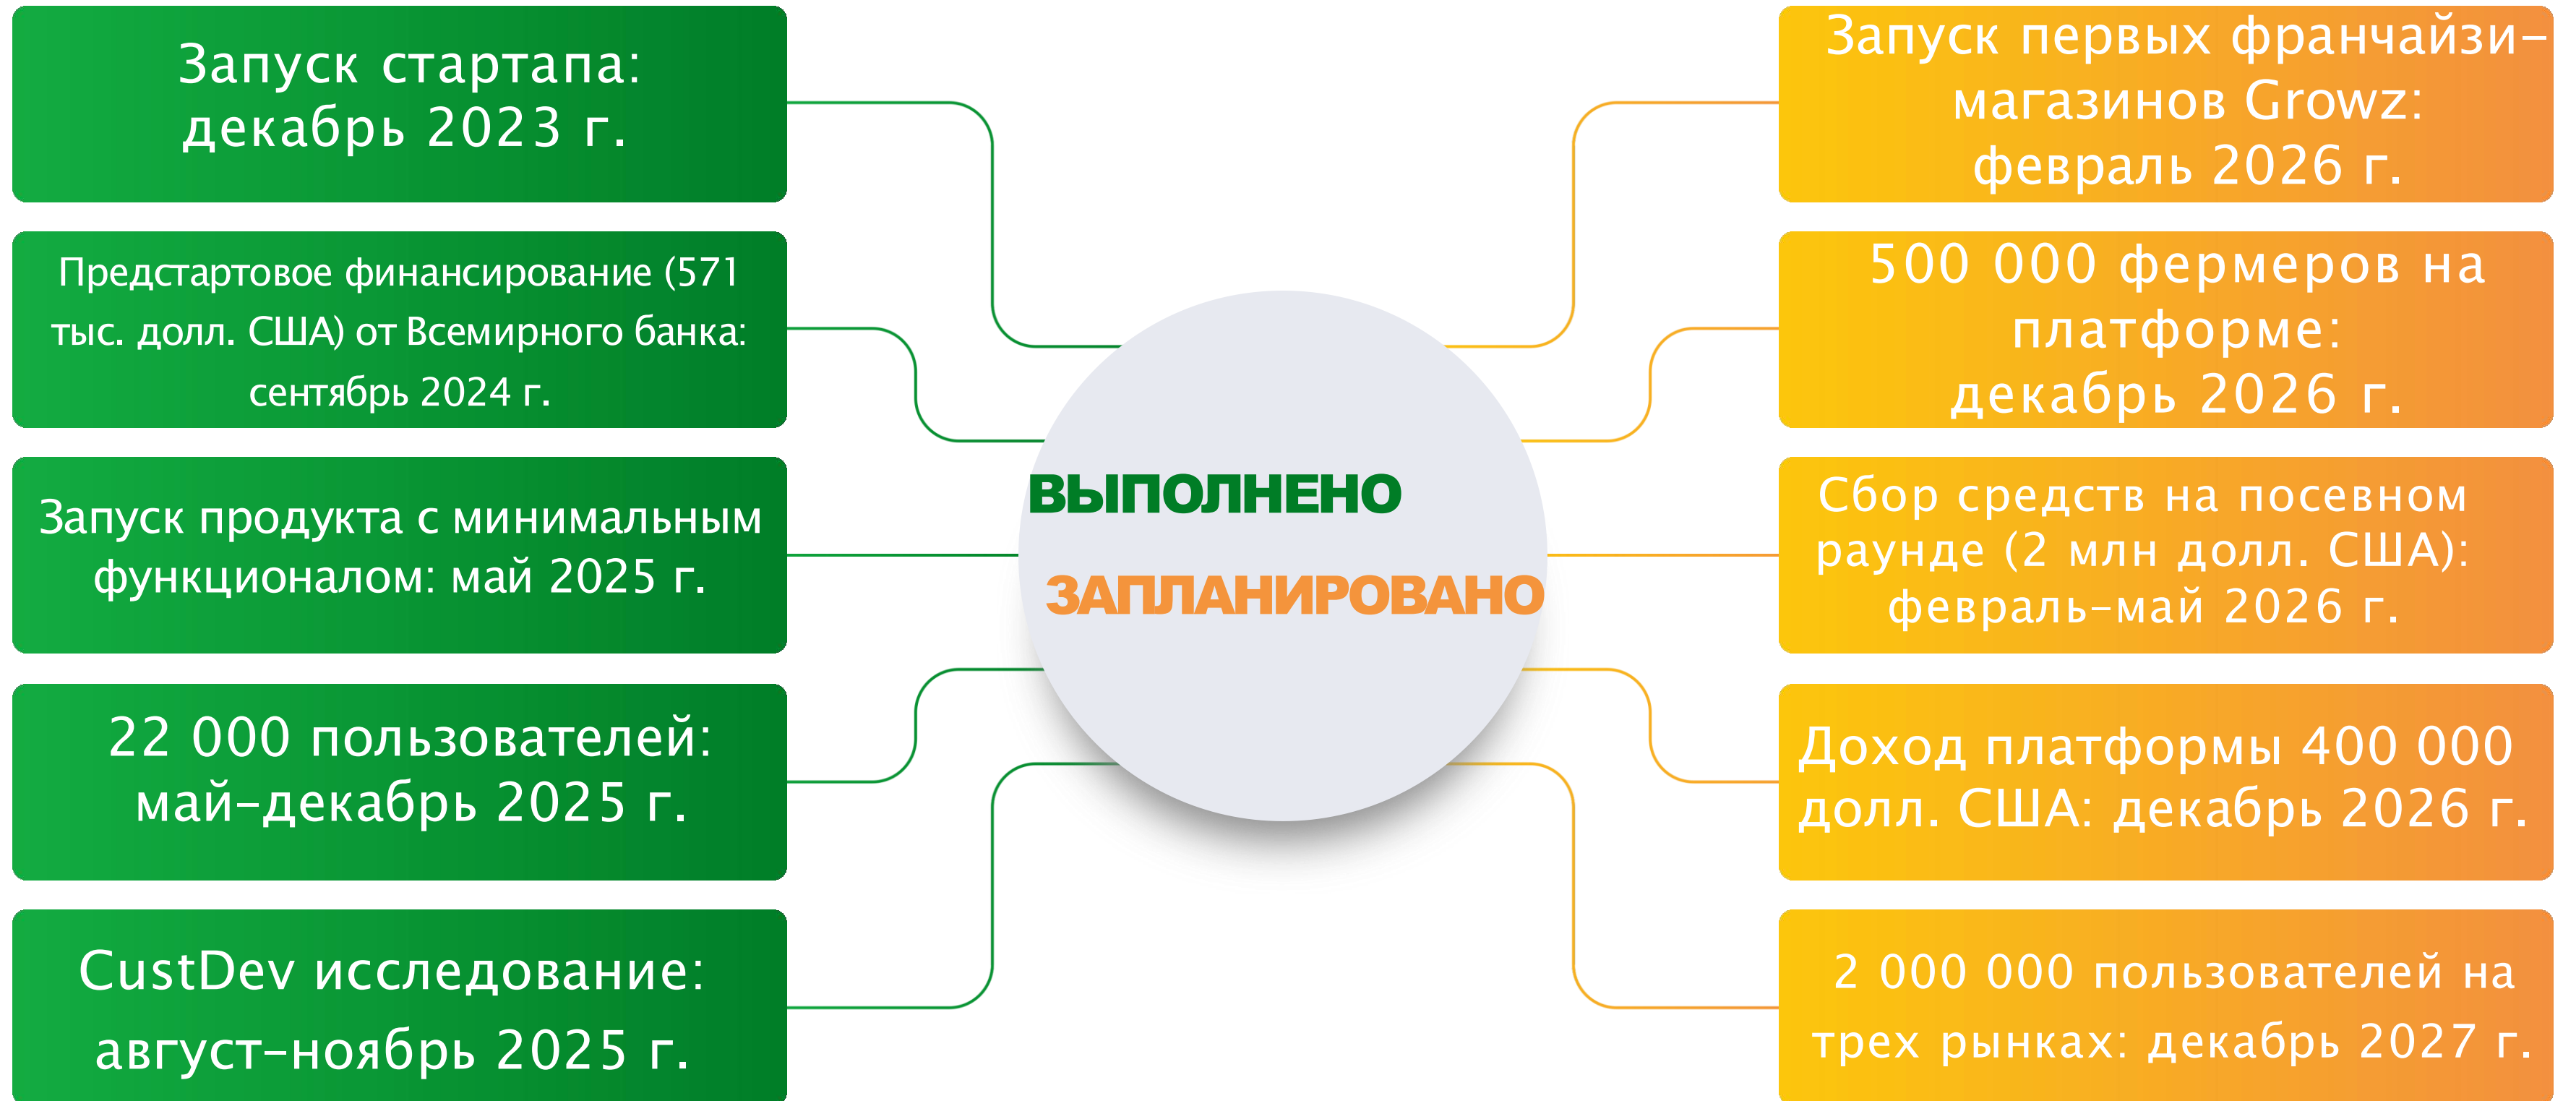 Запуск стартапа:
декабрь 2023 г.
Предстартовое финансирование (571
тыс. долл. США) от Всемирного банка:
сентябрь 2024 г.
Запуск продукта с минимальным
функционалом: май 2025 г.
22 000 пользователей:
май–декабрь 2025 г.
CustDev исследование:
август–ноябрь 2025 г.
ВЫПОЛНЕНО
ЗАПЛАНИРОВАНО
Запуск первых франчайзи-
магазинов Growz:
февраль 2026 г.
500 000 фермеров на
платформе:
декабрь 2026 г.
Сбор средств на посевном
раунде (2 млн долл. США):
февраль–май 2026 г.
Доход платформы 400 000
долл. США: декабрь 2026 г.
2 000 000 пользователей на
трех рынках: декабрь 2027 г.